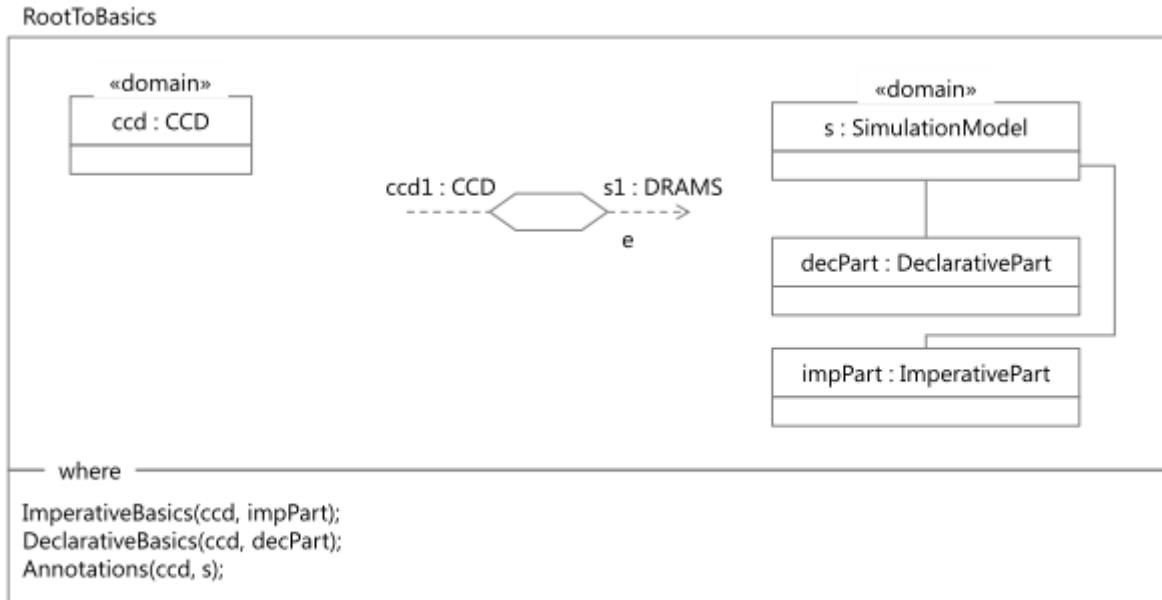 RootToBasics
«domain»
ccd : CCD
«domain»
s : SimulationModel
ccd1 : CCD
s1 : DRAMS
e
decPart : DeclarativePart
impPart : ImperativePart
where
ImperativeBasics(ccd, impPart);
DeclarativeBasics(ccd, decPart);
Annotations(ccd, s);